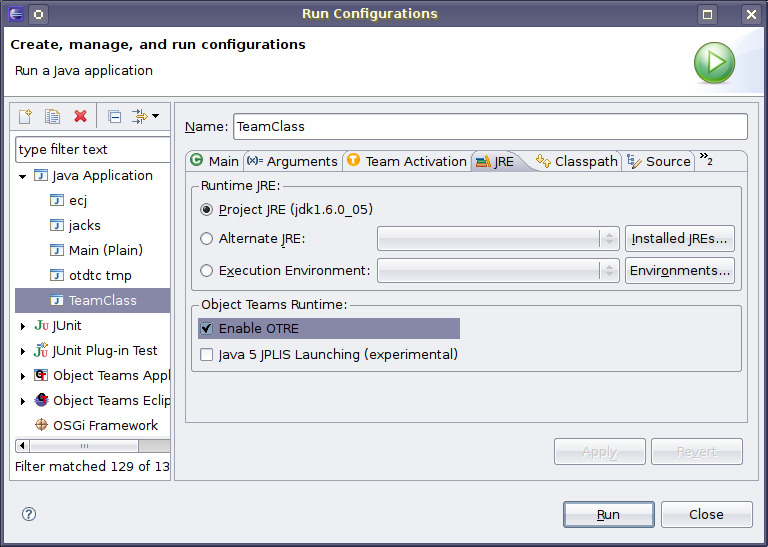 Run Configurations
Create, manage, and run configurations
Run a Java application
type filter text
Java Application
ecj
jacks
Main (Plain)
otdtc tmp
TeamClass
JUnit
JUnit Plug-in Test
Object Teams Appl
Object Teams Eclip
OSGi Framework
Filter matched 129 of 13
Name: TeamClass
Main (x)= Arguments Team Activation JRE Classpath Source »2
Runtime JRE:
Project JRE (jdk1.6.0_05)
Alternate JRE: Installed JREs...
Execution Environment: Environments...
Object Teams Runtime:
Enable OTRE
Java 5 JPLIS Launching (experimental)
Apply Revert
Run Close